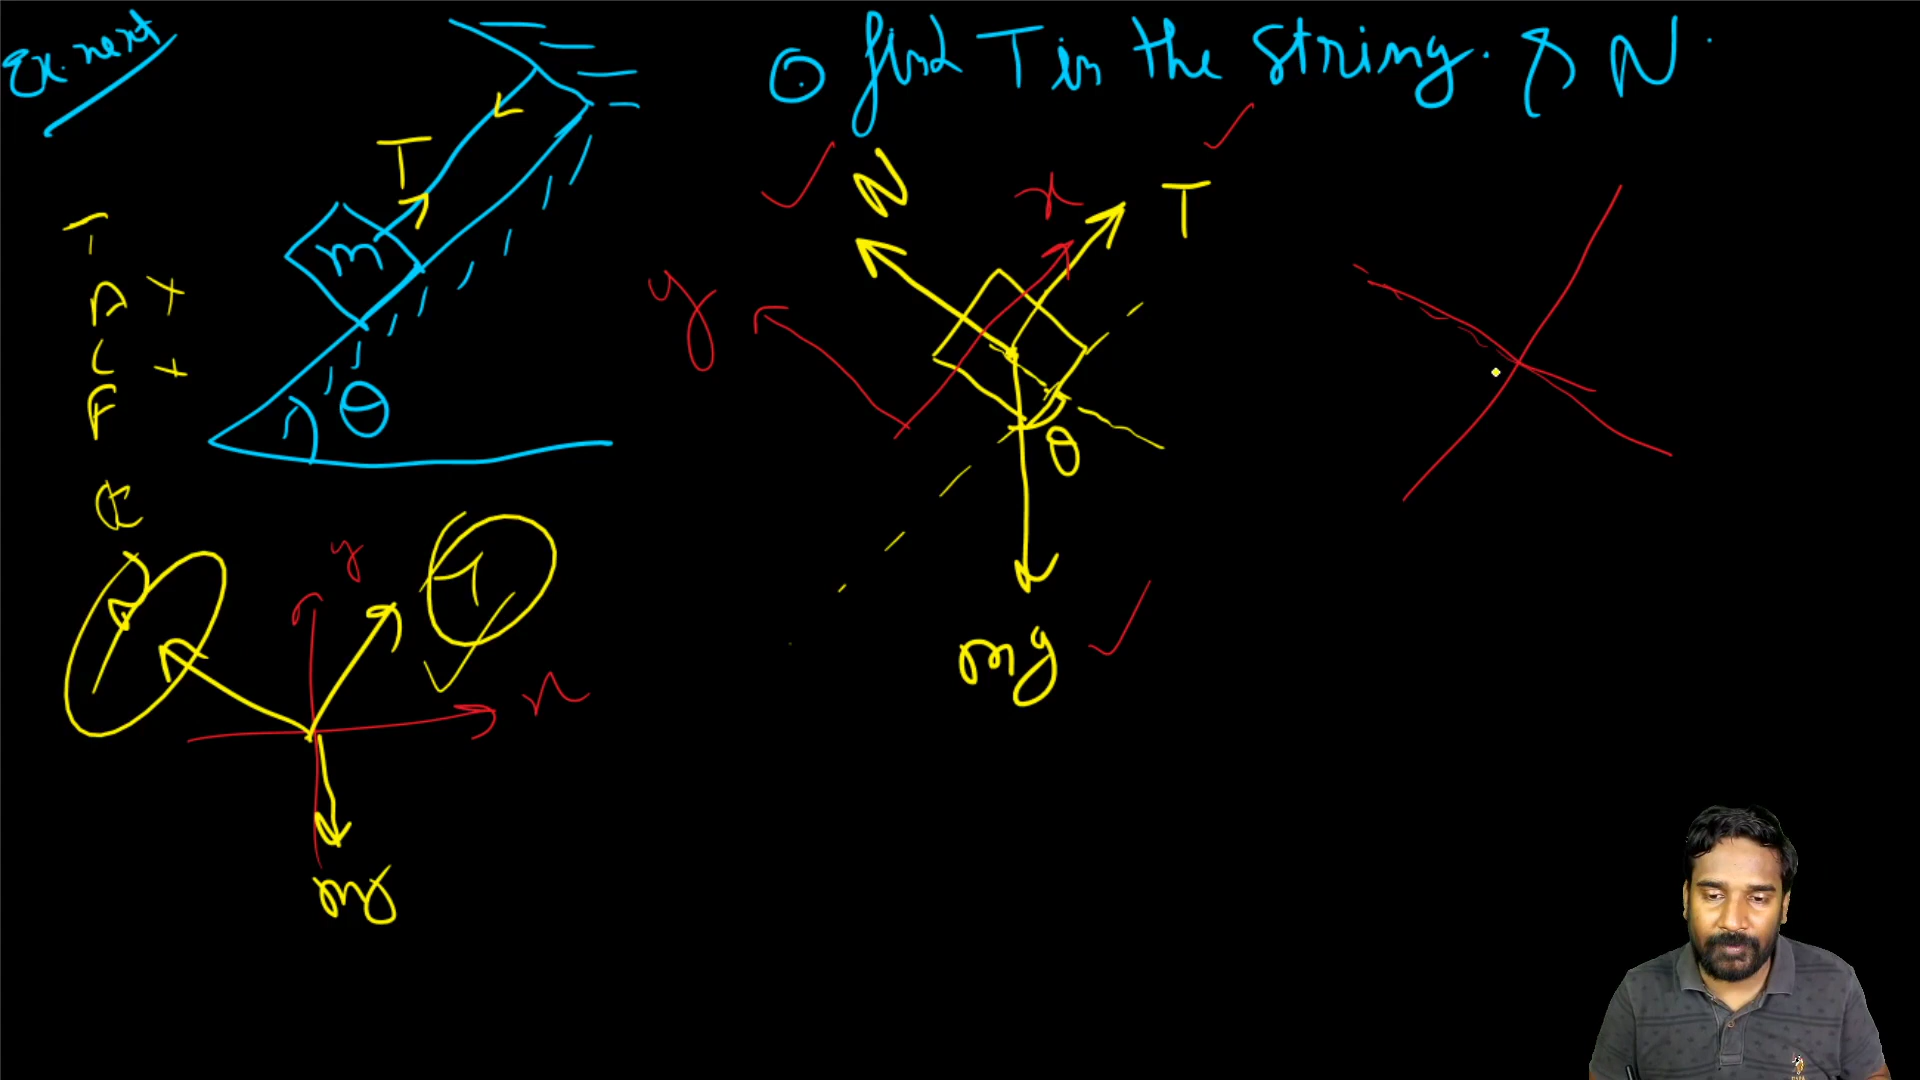 Ex. next
⊙ find T in the string. & N.
T
m
θ
T
A ×
C ×
F
N
T
x
y
θ
mg
y
T
x
mg